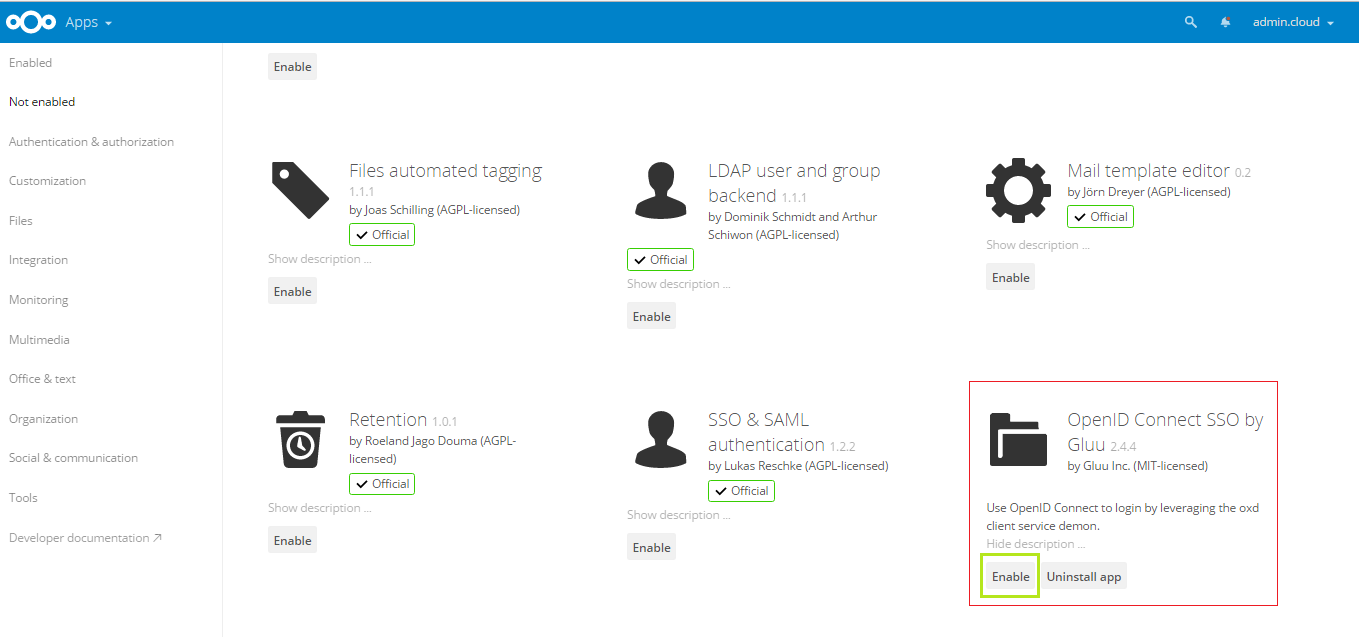 Apps
admin.cloud
Enabled
Not enabled
Authentication & authorization
Customization
Files
Integration
Monitoring
Multimedia
Office & text
Organization
Social & communication
Tools
Developer documentation ↗
Enable
Files automated tagging
1.1.1
by Joas Schilling (AGPL-licensed)
Official
Show description ...
Enable
LDAP user and group
backend 1.1.1
by Dominik Schmidt and Arthur
Schiwon (AGPL-licensed)
Official
Show description ...
Enable
Mail template editor 0.2
by Jörn Dreyer (AGPL-licensed)
Official
Show description ...
Enable
Retention 1.0.1
by Roeland Jago Douma (AGPL-
licensed)
Official
Show description ...
Enable
SSO & SAML
authentication 1.2.2
by Lukas Reschke (AGPL-licensed)
Official
Show description ...
Enable
OpenID Connect SSO by
Gluu 2.4.4
by Gluu Inc. (MIT-licensed)
Use OpenID Connect to login by leveraging the oxd
client service demon.
Hide description ...
Enable Uninstall app